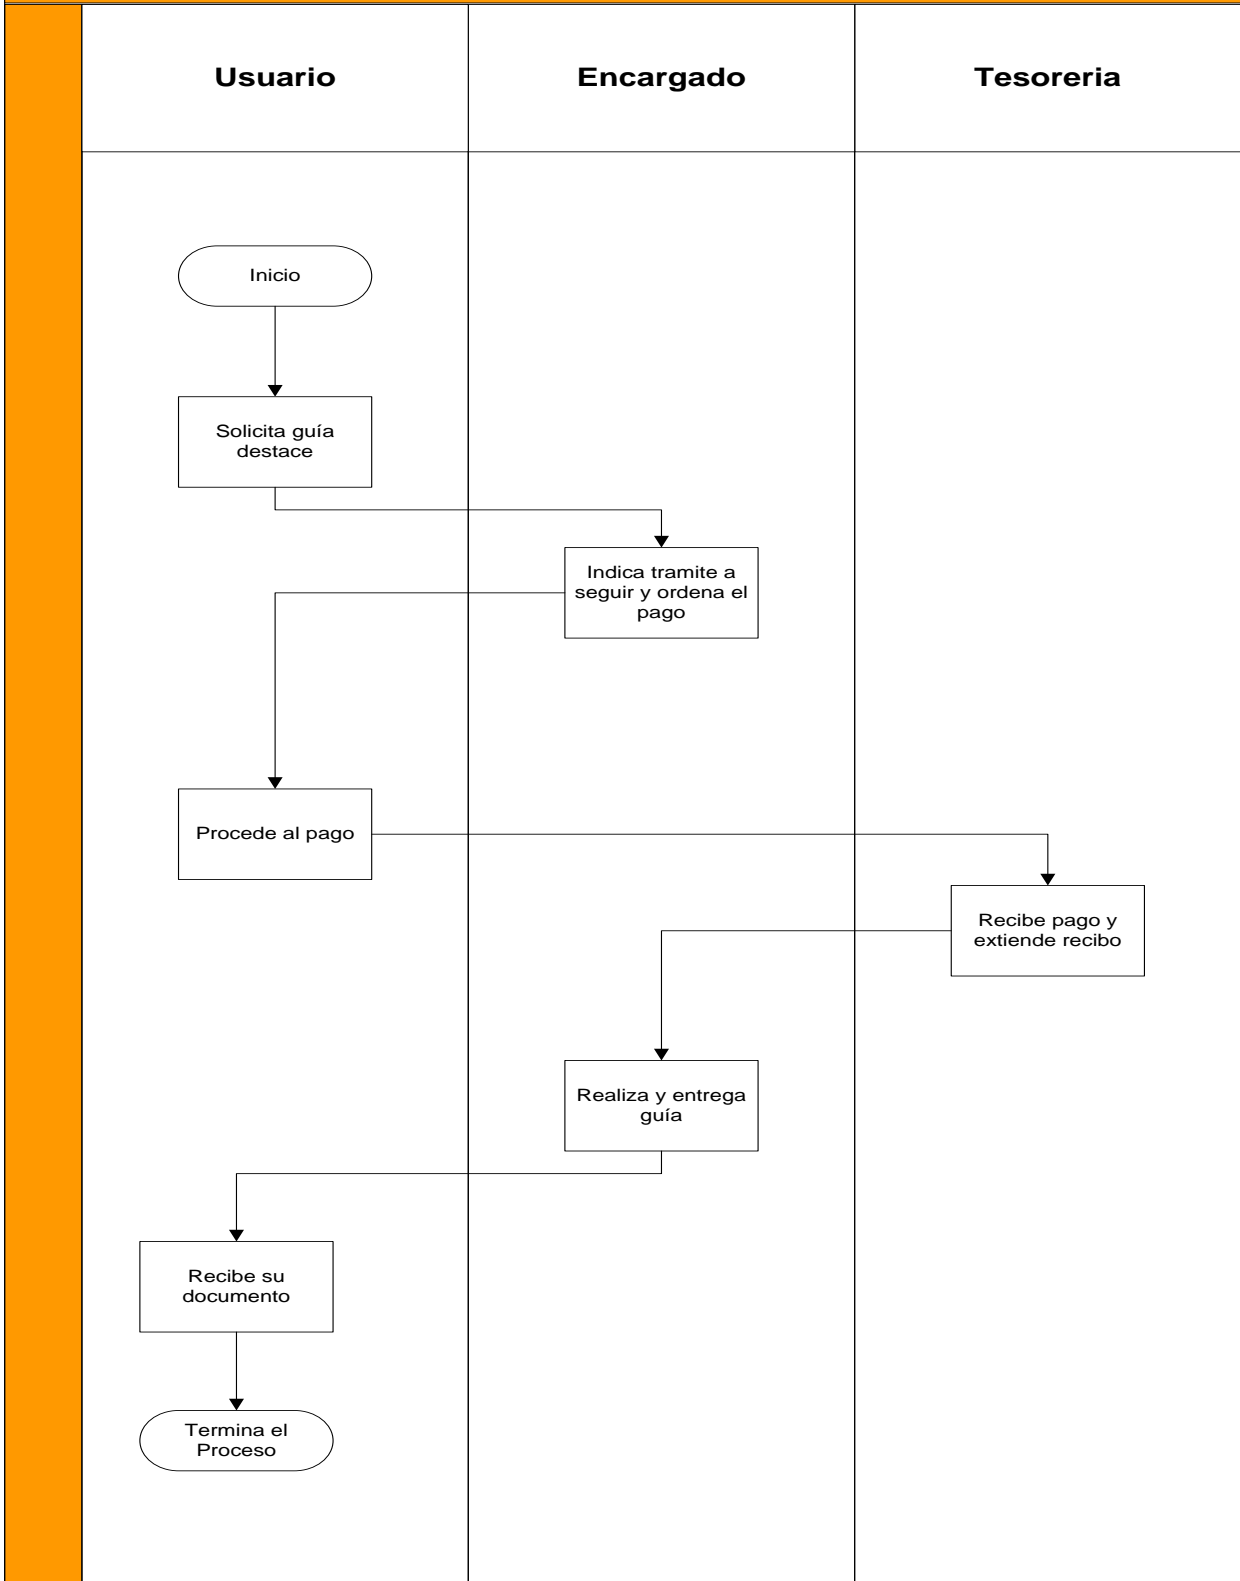 Usuario
Encargado
Tesoreria
Inicio
Solicita guía
destace
Indica tramite a
seguir y ordena el
pago
Procede al pago
Recibe pago y
extiende recibo
Realiza y entrega
guía
Recibe su
documento
Termina el
Proceso